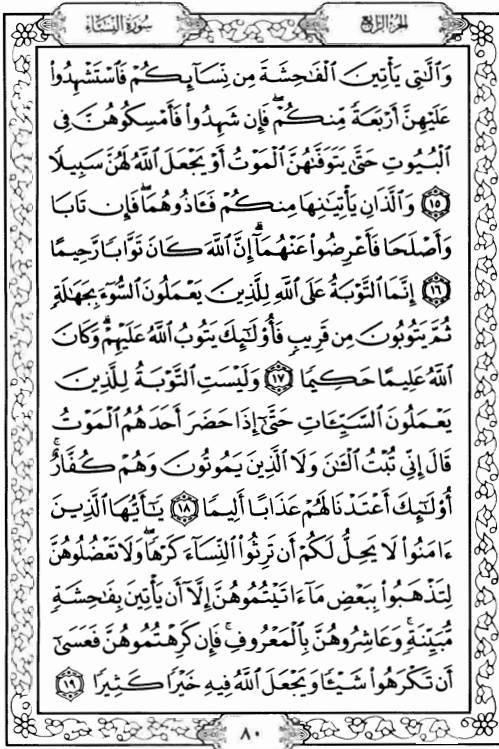 الجزء الرابع
سورة النساء
وَٱلَّٰتِى يَأْتِينَ ٱلْفَٰحِشَةَ مِن نِّسَآئِكُمْ فَٱسْتَشْهِدُوا۟
عَلَيْهِنَّ أَرْبَعَةً مِّنكُمْ ۖ فَإِن شَهِدُوا۟ فَأَمْسِكُوهُنَّ فِى
ٱلْبُيُوتِ حَتَّىٰ يَتَوَفَّىٰهُنَّ ٱلْمَوْتُ أَوْ يَجْعَلَ ٱللَّهُ لَهُنَّ سَبِيلًا
١٥ وَٱلَّذَانِ يَأْتِيَٰنِهَا مِنكُمْ فَـَٔاذُوهُمَا ۖ فَإِن تَابَا
وَأَصْلَحَا فَأَعْرِضُوا۟ عَنْهُمَآ ۗ إِنَّ ٱللَّهَ كَانَ تَوَّابًا رَّحِيمًا
١٦ إِنَّمَا ٱلتَّوْبَةُ عَلَى ٱللَّهِ لِلَّذِينَ يَعْمَلُونَ ٱلسُّوٓءَ بِجَهَٰلَةٍ
ثُمَّ يَتُوبُونَ مِن قَرِيبٍ فَأُو۟لَٰٓئِكَ يَتُوبُ ٱللَّهُ عَلَيْهِمْ ۗ وَكَانَ
ٱللَّهُ عَلِيمًا حَكِيمًا ١٧ وَلَيْسَتِ ٱلتَّوْبَةُ لِلَّذِينَ
يَعْمَلُونَ ٱلسَّيِّـَٔاتِ حَتَّىٰٓ إِذَا حَضَرَ أَحَدَهُمُ ٱلْمَوْتُ
قَالَ إِنِّى تُبْتُ ٱلْـَٰٔنَ وَلَا ٱلَّذِينَ يَمُوتُونَ وَهُمْ كُفَّارٌ ۚ
أُو۟لَٰٓئِكَ أَعْتَدْنَا لَهُمْ عَذَابًا أَلِيمًا ١٨ يَٰٓأَيُّهَا ٱلَّذِينَ
ءَامَنُوا۟ لَا يَحِلُّ لَكُمْ أَن تَرِثُوا۟ ٱلنِّسَآءَ كَرْهًا ۖ وَلَا تَعْضُلُوهُنَّ
لِتَذْهَبُوا۟ بِبَعْضِ مَآ ءَاتَيْتُمُوهُنَّ إِلَّآ أَن يَأْتِينَ بِفَٰحِشَةٍ
مُّبَيِّنَةٍ ۚ وَعَاشِرُوهُنَّ بِٱلْمَعْرُوفِ ۚ فَإِن كَرِهْتُمُوهُنَّ فَعَسَىٰٓ
أَن تَكْرَهُوا۟ شَيْـًٔا وَيَجْعَلَ ٱللَّهُ فِيهِ خَيْرًا كَثِيرًا ١٩
٨٠